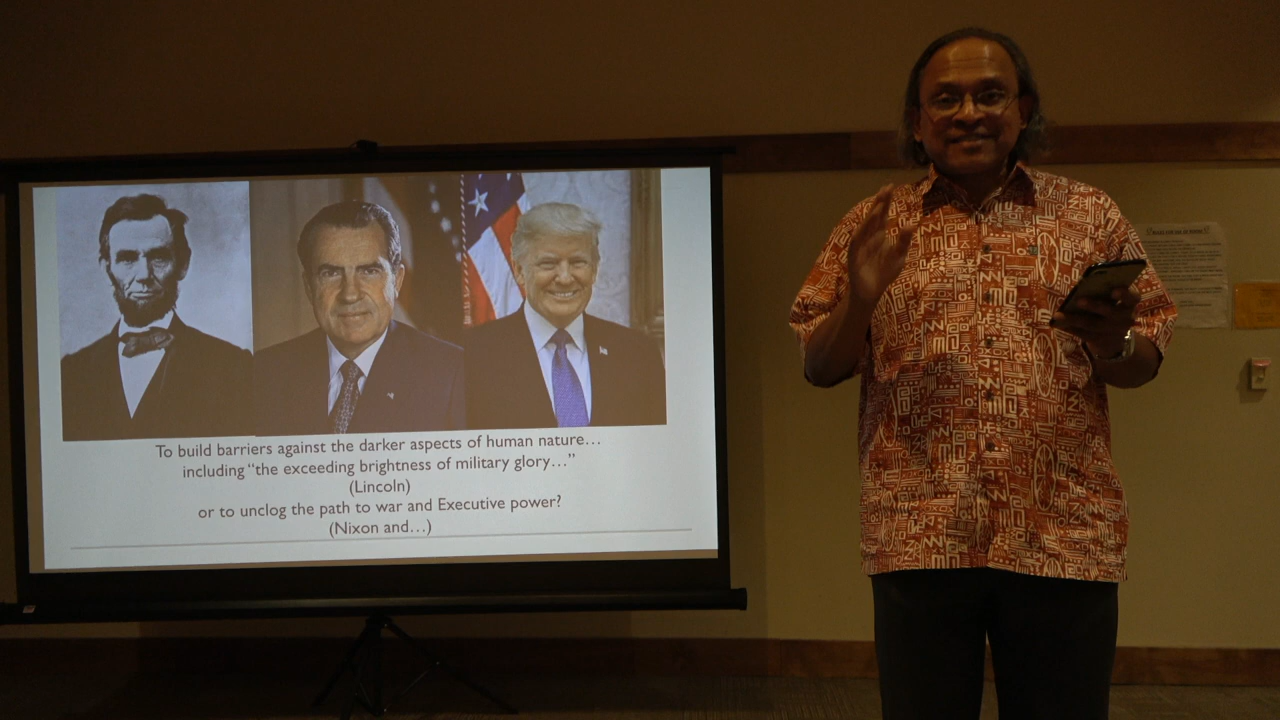 To build barriers against the darker aspects of human nature…
including “the exceeding brightness of military glory…”
(Lincoln)
or to unclog the path to war and Executive power?
(Nixon and…)